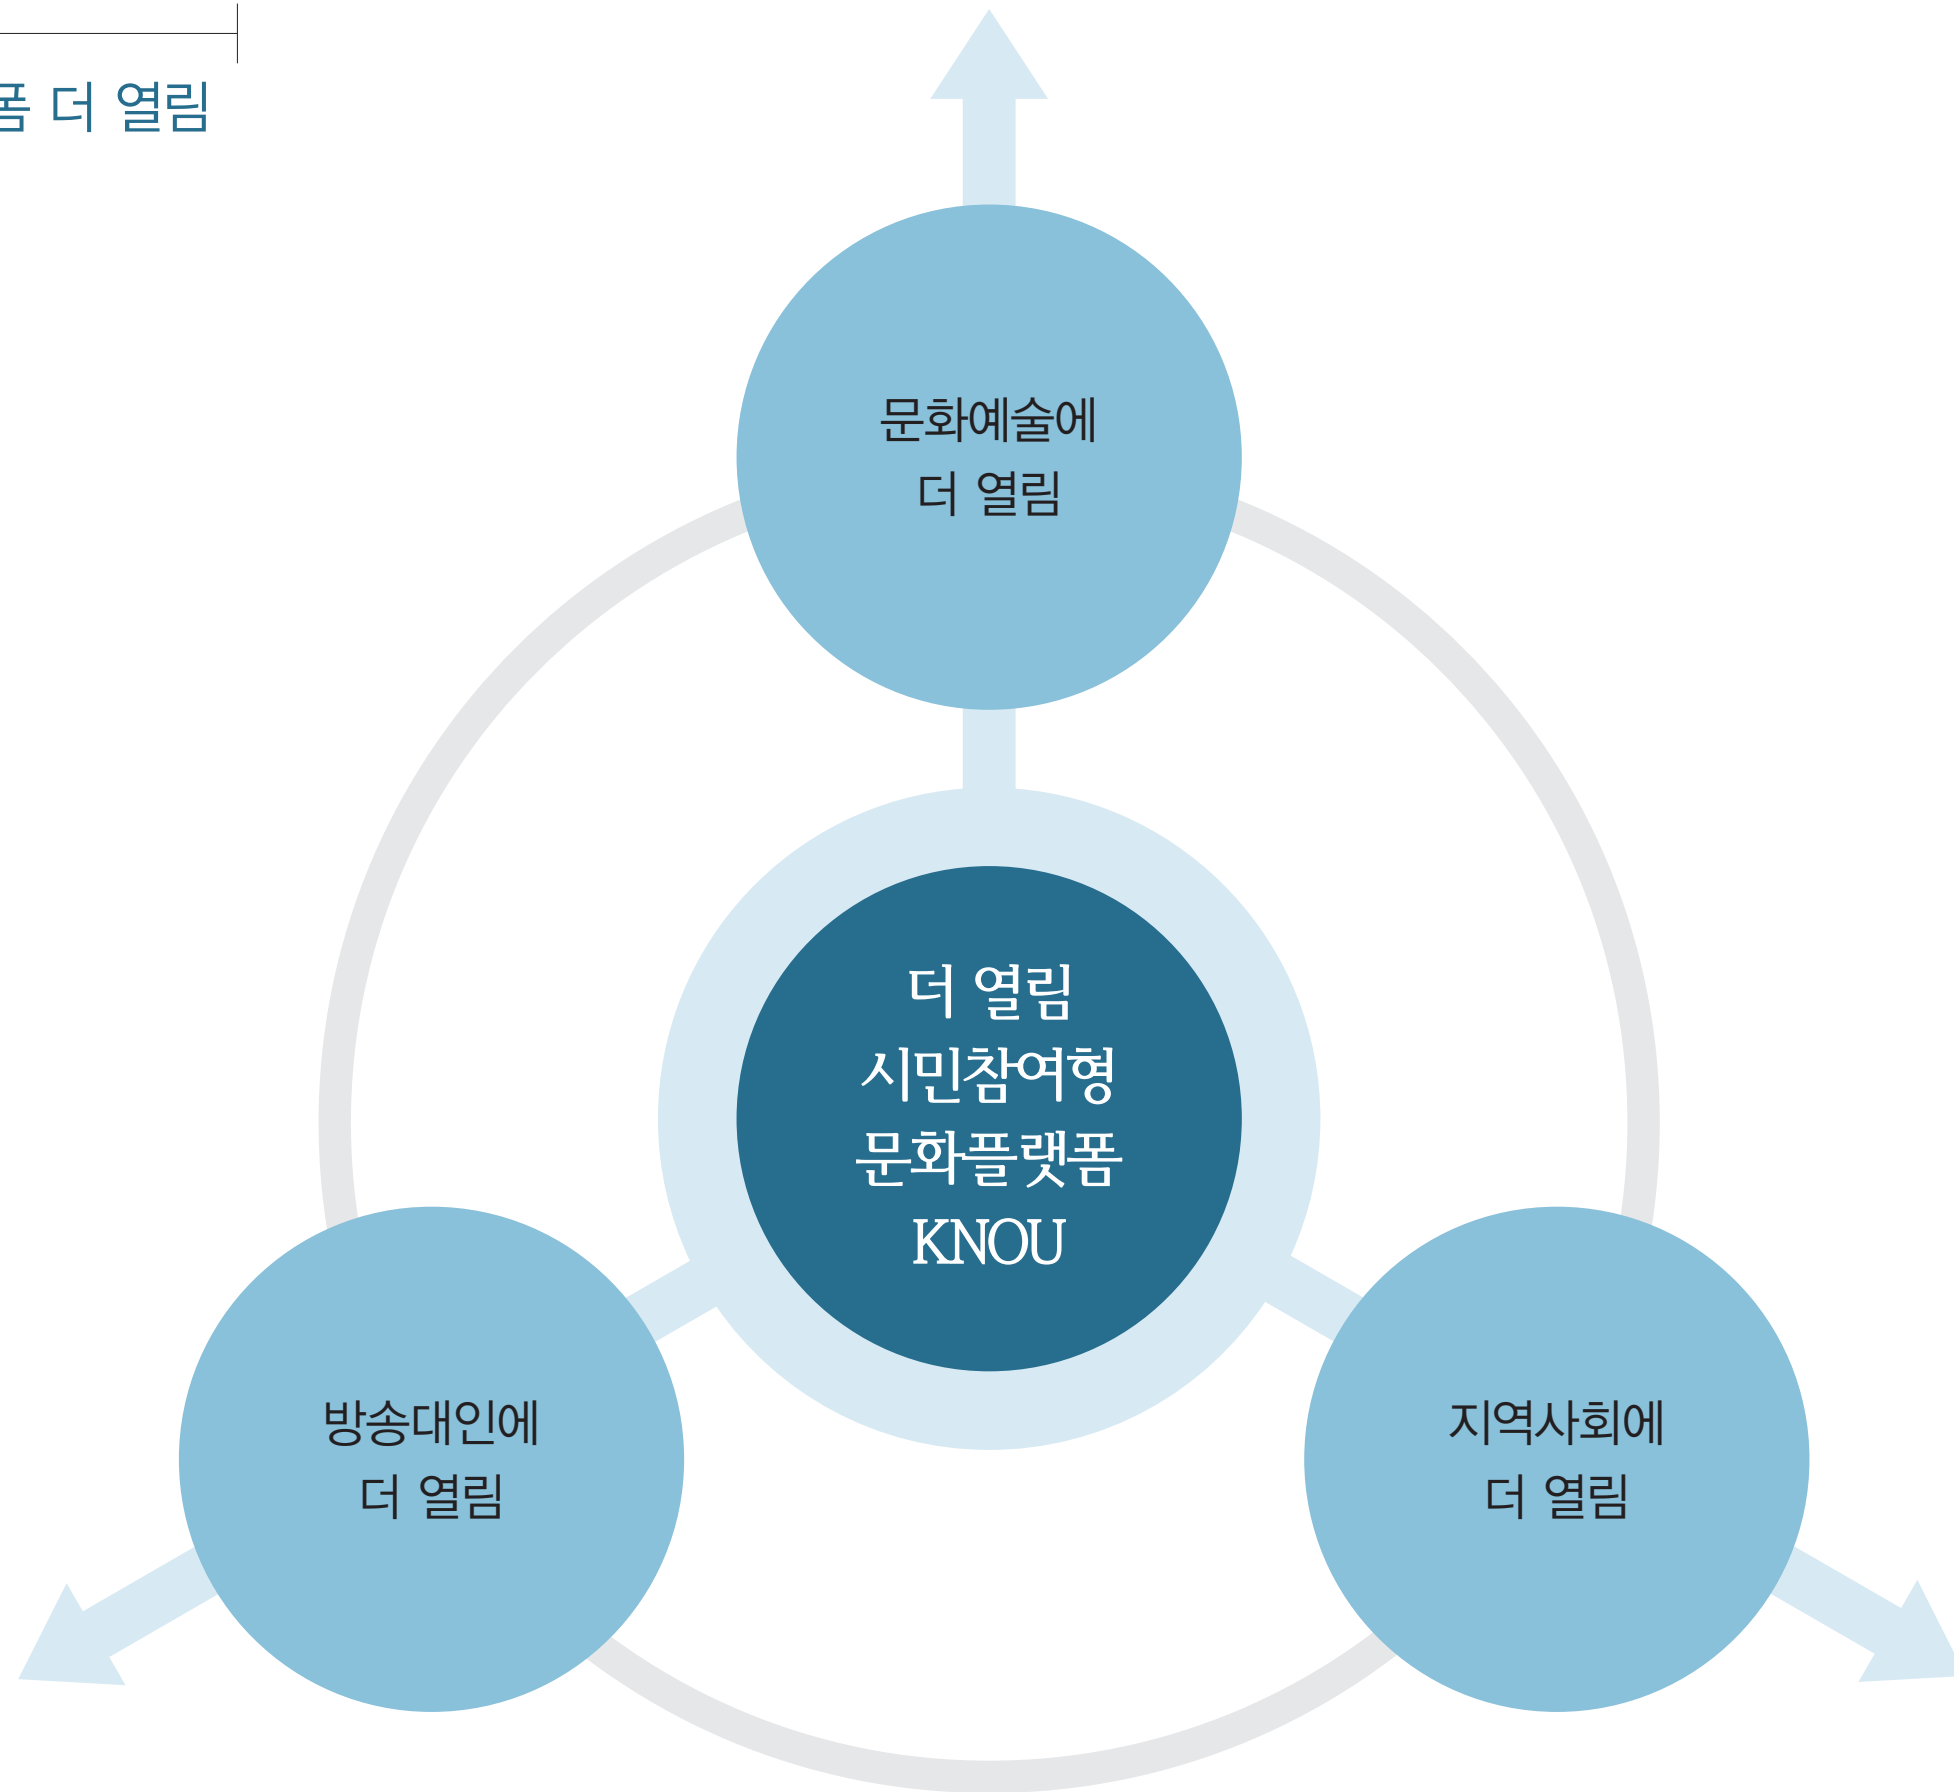 폼 더 열림
문화예술에
더 열림
더 열림
시민참여형
문화플랫폼
KNOU
방송대인에
더 열림
지역사회에
더 열림